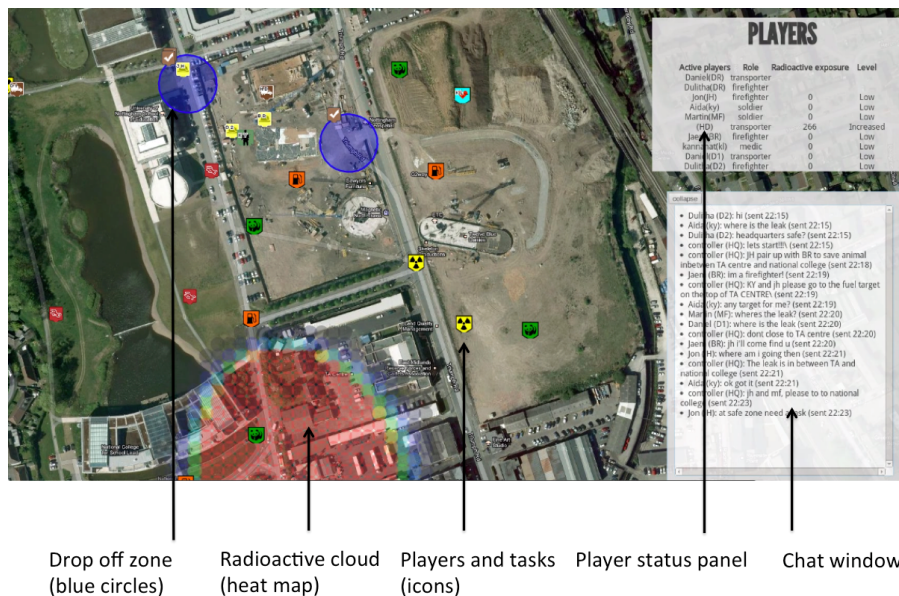 PLAYERS
Active players Role Radioactive exposure Level
Daniel(DR) transporter
Dulitha(DR) firefighter
Jon(JH) firefighter 0 Low
Aida(ky) soldier 0 Low
Martin(MF) soldier 0 Low
(HD) transporter 266 Increased
firefighter 0 Low
medic 0 Low
Daniel(D1) transporter 0 Low
Dulitha(D2) firefighter 0 Low
collapse
Dulitha (D2): hi (sent 22:15)
Aida(ky): where is the leak (sent 22:15)
Dulitha (D2): headquarters safe? (sent 22:15)
controller (HQ): lets start!!!\ (sent 22:15)
controller (HQ): JH pair up with BR to save animal
inbetween TA centre and national college (sent 22:18)
(BR): im a firefighter! (sent 22:19)
controller (HQ): KY and jh please go to the fuel target
on the top of TA CENTRE\ (sent 22:19)
Aida(ky): any target for me? (sent 22:19)
Martin (MF): wheres the leak? (sent 22:20)
Daniel (D1): where is the leak (sent 22:20)
controller (HQ): dont close to TA centre (sent 22:20)
(BR): jh i'll come find u (sent 22:20)
Jon (JH): where am i going then (sent 22:21)
controller (HQ): The leak is in between TA and
national college (sent 22:21)
Aida(ky): ok got it (sent 22:21)
controller (HQ): jh and mf, please to to national
college (sent 22:23)
Jon (JH): at safe zone need a task (sent 22:23)
National College
for School Lead
Drop off zone
(blue circles)
Radioactive cloud
(heat map)
Players and tasks
(icons)
Player status panel
Chat window